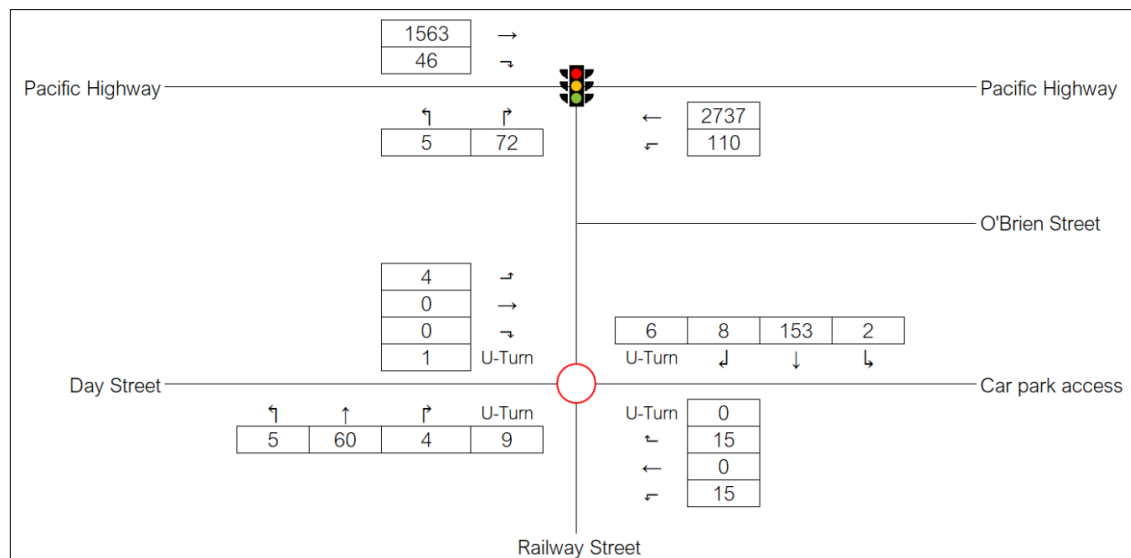 1563 →
46 ↴
Pacific Highway
Pacific Highway
↰ ↱
5 72
← 2737
110
O'Brien Street
4
0 →
0 ↴
1 U-Turn
6 8 153 2
U-Turn ↲ ↓ ↳
Day Street
Car park access
↰ ↑ ↱ U-Turn
5 60 4 9
U-Turn 0
15
← 0
15
Railway Street